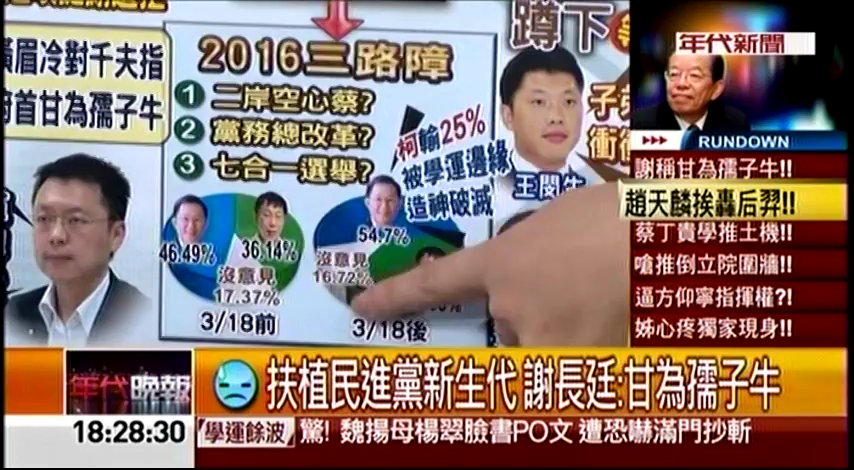 橫眉冷對千夫指
俯首甘為孺子牛
2016三路障
1 二岸空心蔡?
2 黨務總改革?
3 七合一選舉?
柯輸25%
被學運邊緣
造神破滅
46.49%
36.14%
沒意見
17.37%
3/18前
54.7%
沒意見
16.72%
3/18後
蹲下
王閔生
年代新聞
RUNDOWN
謝稱甘為孺子牛!!
趙天麟挨轟后羿!!
蔡丁貴學推土機!!
嗆推倒立院圍牆!!
逼方仰寧指揮權?!
姊心疼獨家現身!!
年代晚報
扶植民進黨新生代 謝長廷:甘為孺子牛
18:28:30
學運餘波
驚! 魏揚母楊翠臉書PO文 遭恐嚇滿門抄斬